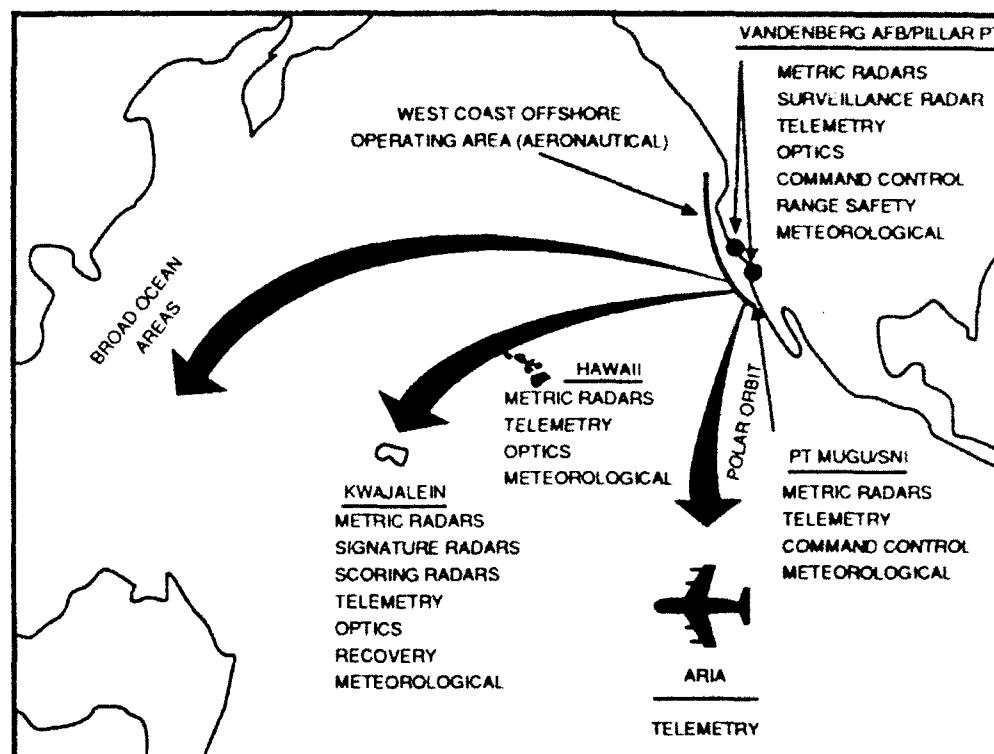 VANDENBERG AFB/PILLAR PT
METRIC RADARS
SURVEILLANCE RADAR
TELEMETRY
OPTICS
COMMAND CONTROL
RANGE SAFETY
METEOROLOGICAL
WEST COAST OFFSHORE
OPERATING AREA (AERONAUTICAL)
BROAD OCEAN
AREAS
HAWAII
METRIC RADARS
TELEMETRY
OPTICS
METEOROLOGICAL
POLAR ORBIT
KWAJALEIN
METRIC RADARS
SIGNATURE RADARS
SCORING RADARS
TELEMETRY
OPTICS
RECOVERY
METEOROLOGICAL
PT MUGU/SNI
METRIC RADARS
TELEMETRY
COMMAND CONTROL
METEOROLOGICAL
ARIA
TELEMETRY